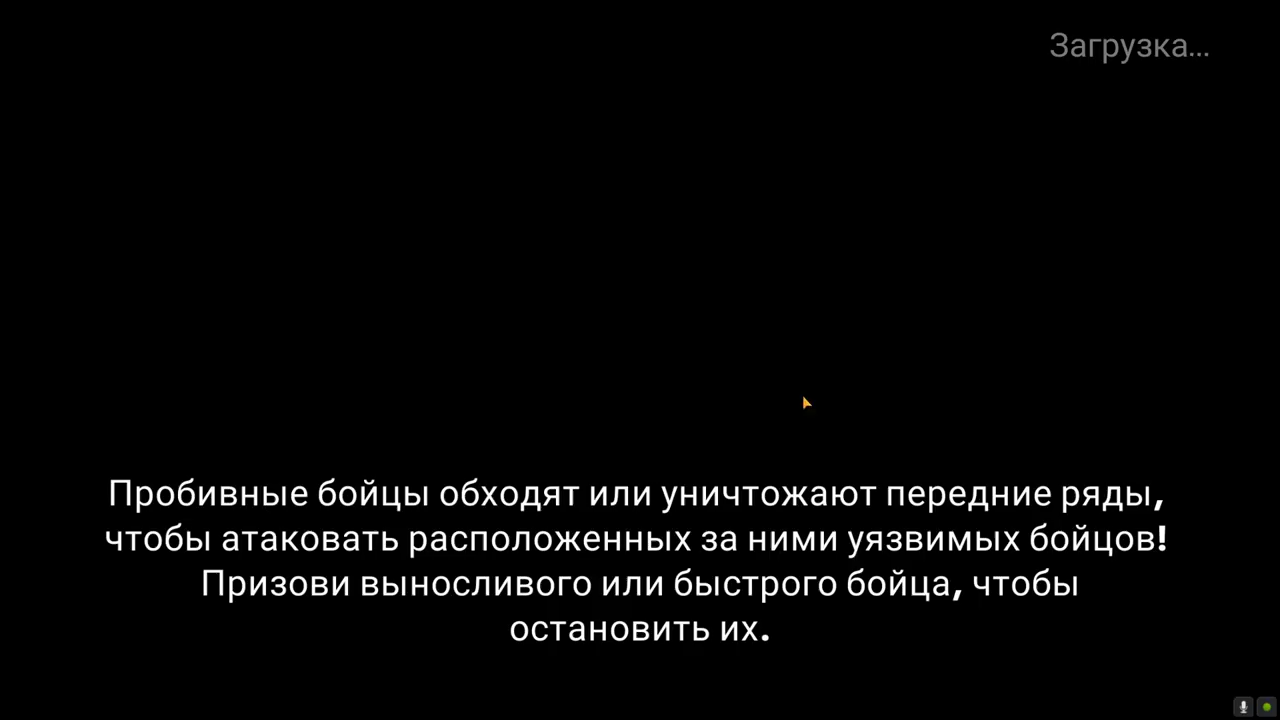 Загрузка...
Пробивные бойцы обходят или уничтожают передние ряды,
чтобы атаковать расположенных за ними уязвимых бойцов!
Призови выносливого или быстрого бойца, чтобы
остановить их.